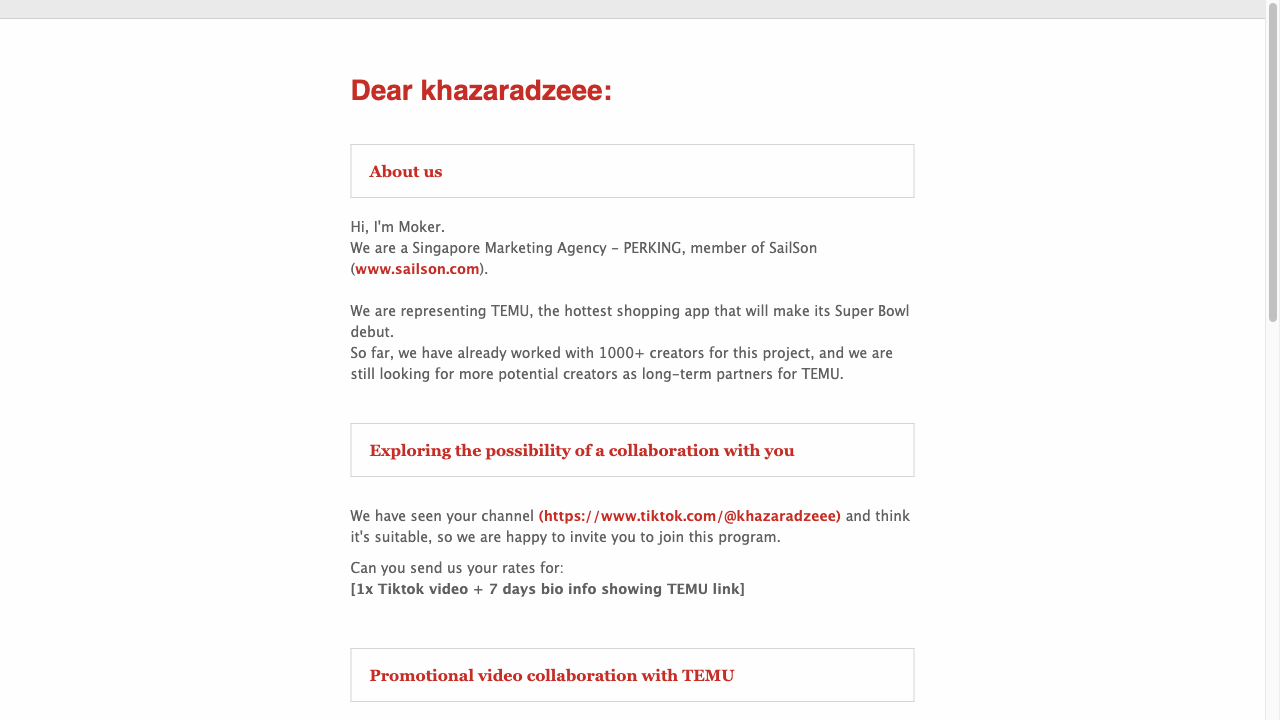 Dear khazaradzeee:
About us
Hi, I'm Moker.
We are a Singapore Marketing Agency - PERKING, member of SailSon
(www.sailson.com).
We are representing TEMU, the hottest shopping app that will make its Super Bowl
debut.
So far, we have already worked with 1000+ creators for this project, and we are
still looking for more potential creators as long-term partners for TEMU.
Exploring the possibility of a collaboration with you
We have seen your channel (https://www.tiktok.com/@khazaradzeee) and think
it's suitable, so we are happy to invite you to join this program.
Can you send us your rates for:
[1x Tiktok video + 7 days bio info showing TEMU link]
Promotional video collaboration with TEMU